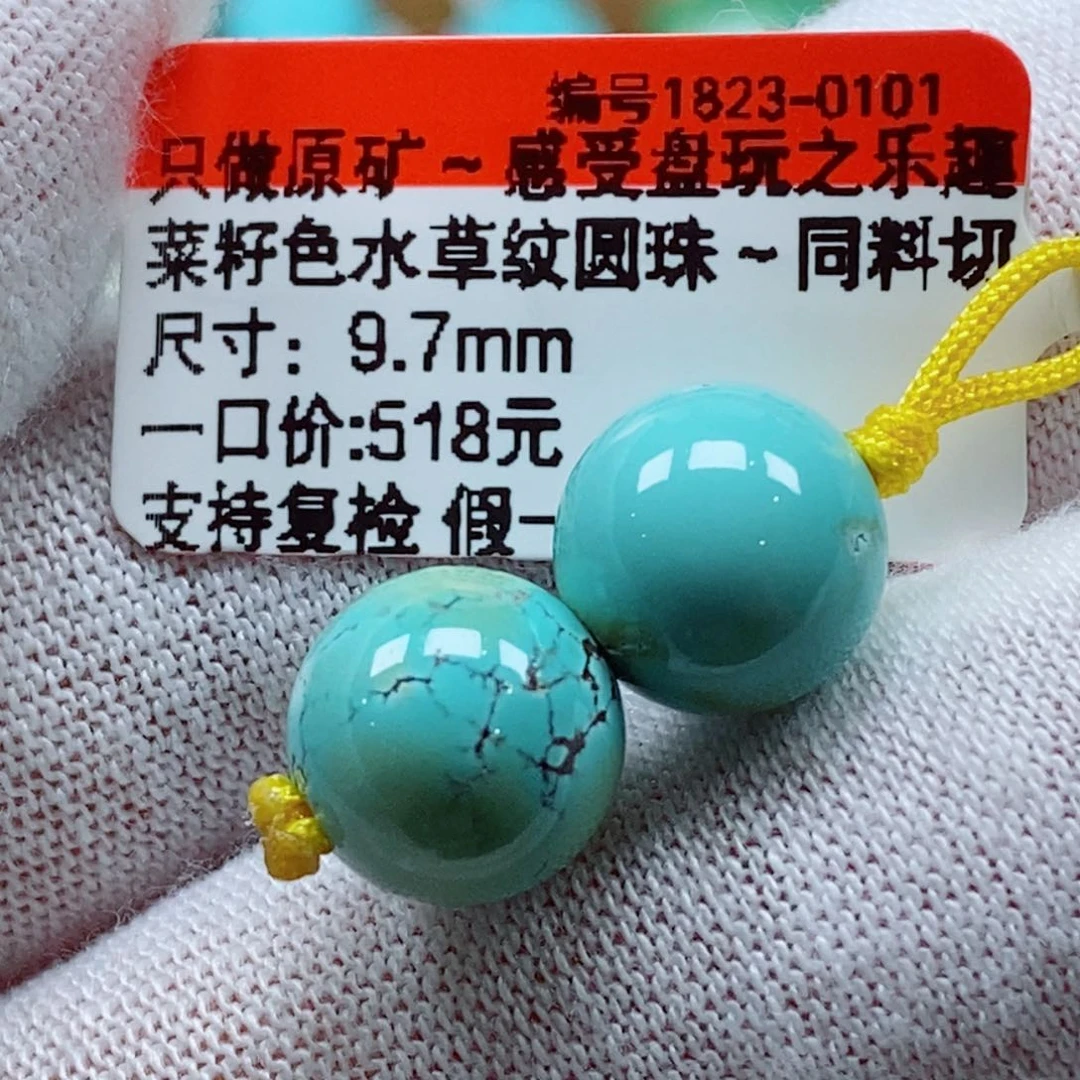 编号1823-0101
只做原矿~感受盘玩之乐趣
菜籽色水草纹圆珠~同料切
尺寸：9.7mm
一口价:518元
支持复检 假一